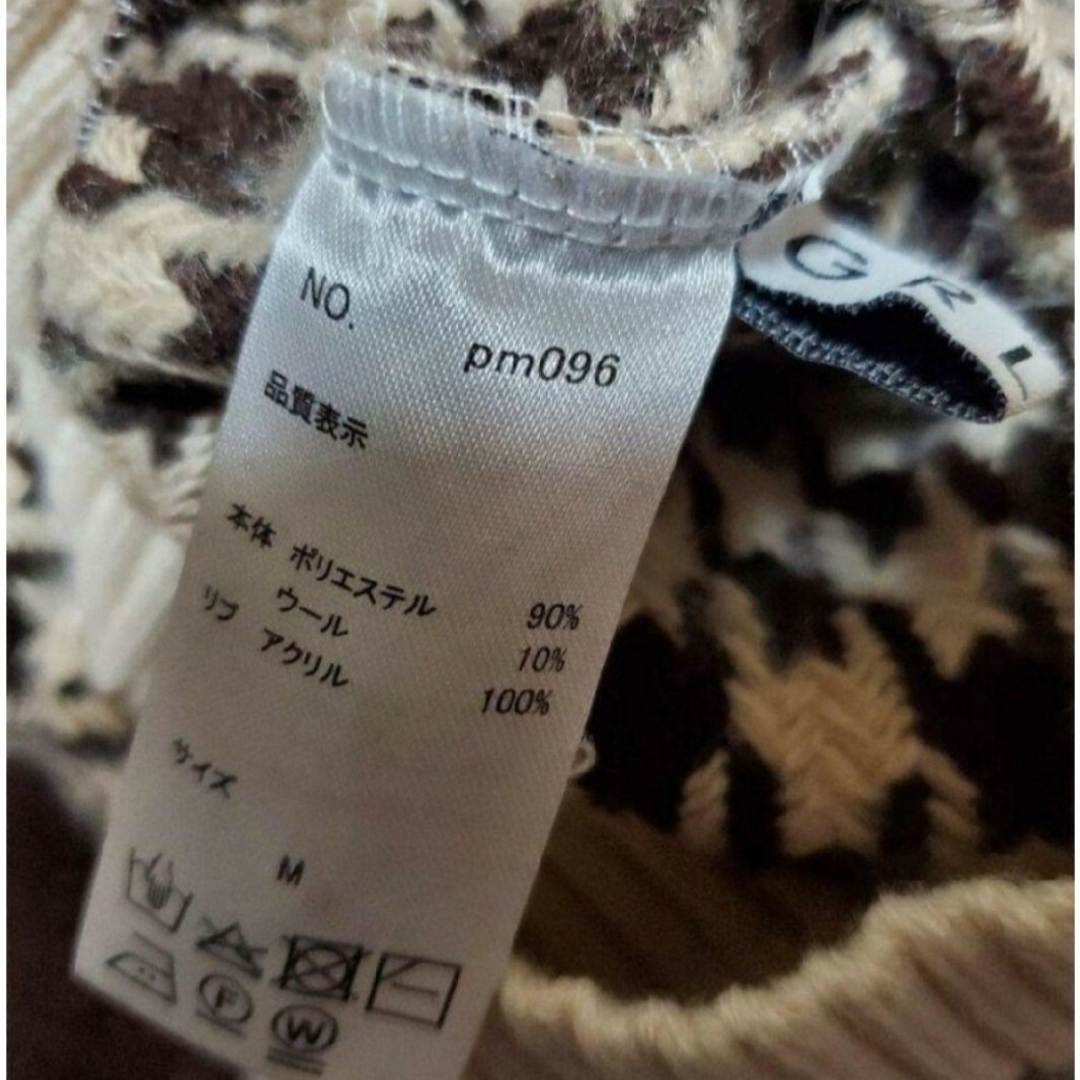 NO.
pm096
品質表示
本体 ポリエステル 90%
ウール 10%
リブ アクリル 100%
サイズ
M
F
W
GRL